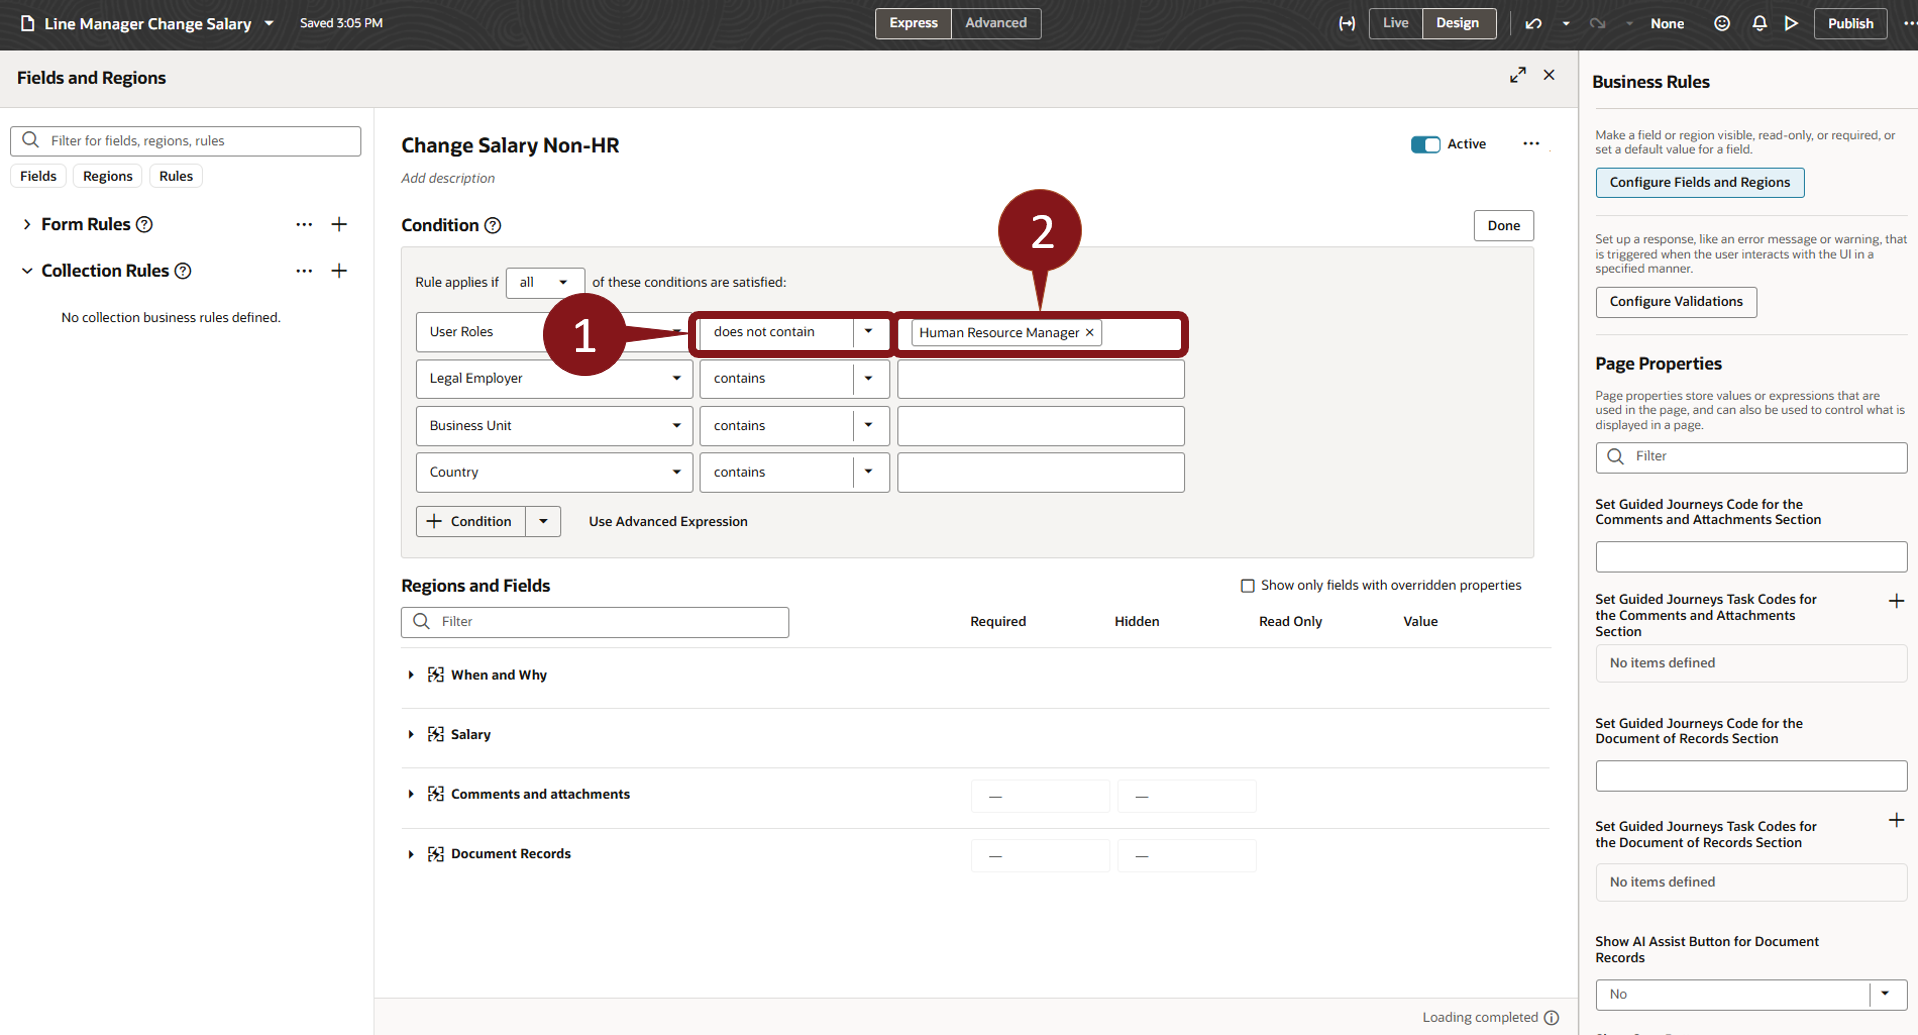 Line Manager Change Salary
Saved 3:05 PM
Express
Advanced
Live
Design
None
Publish
Fields and Regions
Filter for fields, regions, rules
Fields
Regions
Rules
Form Rules
Collection Rules
No collection business rules defined.
Change Salary Non-HR
Active
Add description
Condition
Done
2
Rule applies if all of these conditions are satisfied:
1
User Roles
does not contain
Human Resource Manager
Legal Employer
contains
Business Unit
contains
Country
contains
Condition
Use Advanced Expression
Regions and Fields
Show only fields with overridden properties
Filter
Required
Hidden
Read Only
Value
When and Why
Salary
Comments and attachments
—
—
Document Records
—
—
Loading completed
Business Rules
Make a field or region visible, read-only, or required, or
set a default value for a field.
Configure Fields and Regions
Set up a response, like an error message or warning, that
is triggered when the user interacts with the UI in a
specified manner.
Configure Validations
Page Properties
Page properties store values or expressions that are
used in the page, and can also be used to control what is
displayed in a page.
Filter
Set Guided Journeys Code for the
Comments and Attachments Section
Set Guided Journeys Task Codes for
the Comments and Attachments
Section
No items defined
Set Guided Journeys Code for the
Document of Records Section
Set Guided Journeys Task Codes for
the Document of Records Section
No items defined
Show AI Assist Button for Document
Records
No